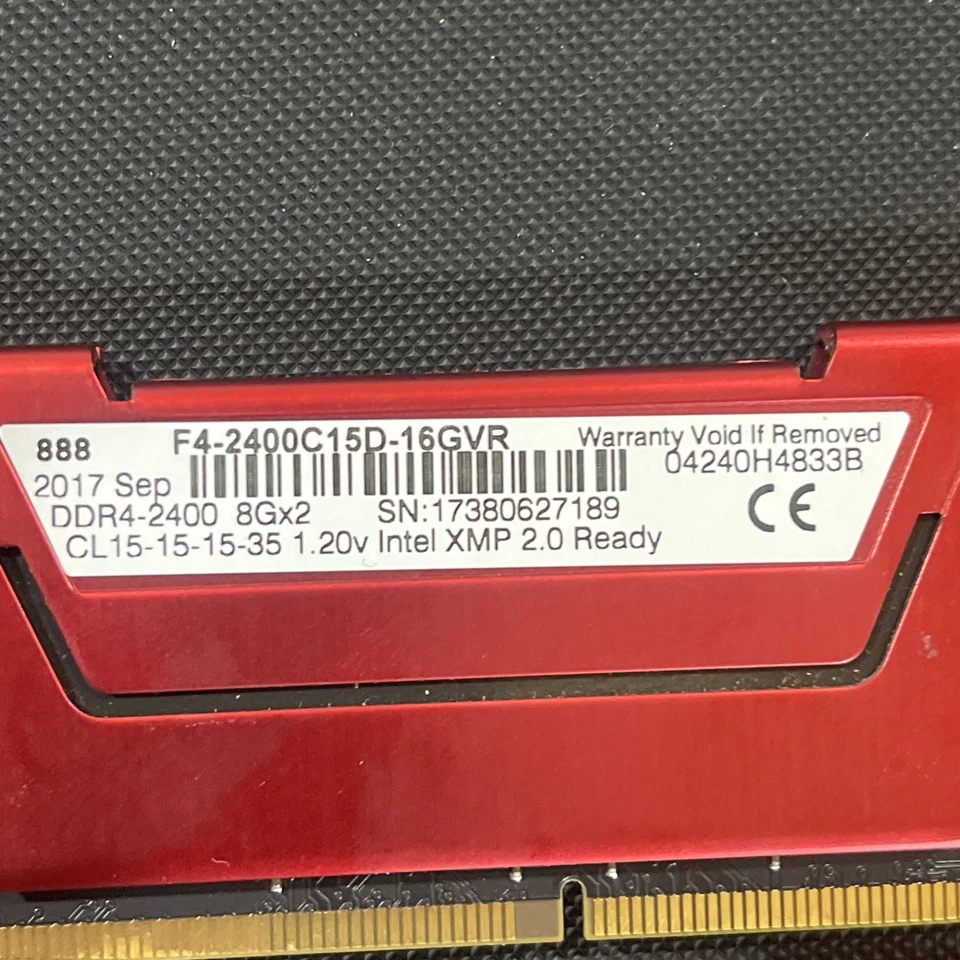 888 F4-2400C15D-16GVR Warranty Void If Removed
2017 Sep 04240H4833B
DDR4-2400 8Gx2 SN:17380627189 CE
CL15-15-15-35 1.20v Intel XMP 2.0 Ready